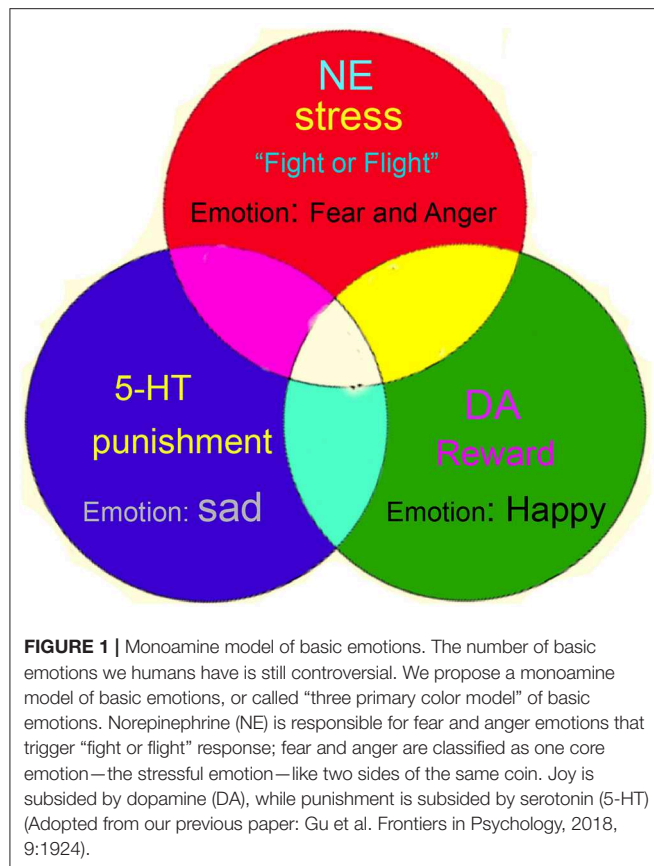 NE
stress
“Fight or Flight”
Emotion: Fear and Anger
5-HT
punishment
Emotion: sad
DA
Reward
Emotion: Happy
FIGURE 1 | Monoamine model of basic emotions. The number of basic
emotions we humans have is still controversial. We propose a monoamine
model of basic emotions, or called “three primary color model” of basic
emotions. Norepinephrine (NE) is responsible for fear and anger emotions that
trigger “fight or flight” response; fear and anger are classified as one core
emotion—the stressful emotion—like two sides of the same coin. Joy is
subsided by dopamine (DA), while punishment is subsided by serotonin (5-HT)
(Adopted from our previous paper: Gu et al. Frontiers in Psychology, 2018,
9:1924).